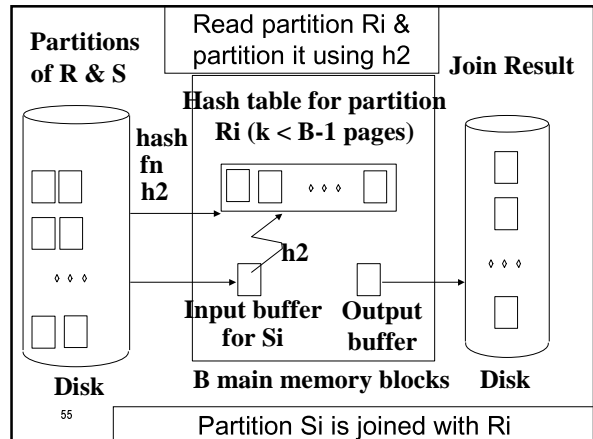 Read partition Ri &
partition it using h2
Partitions
of R & S
Join Result
Hash table for partition
Ri (k < B-1 pages)
hash
fn
h2
h2
Input buffer
for Si
Output
buffer
Disk
B main memory blocks
Disk
55
Partition Si is joined with Ri